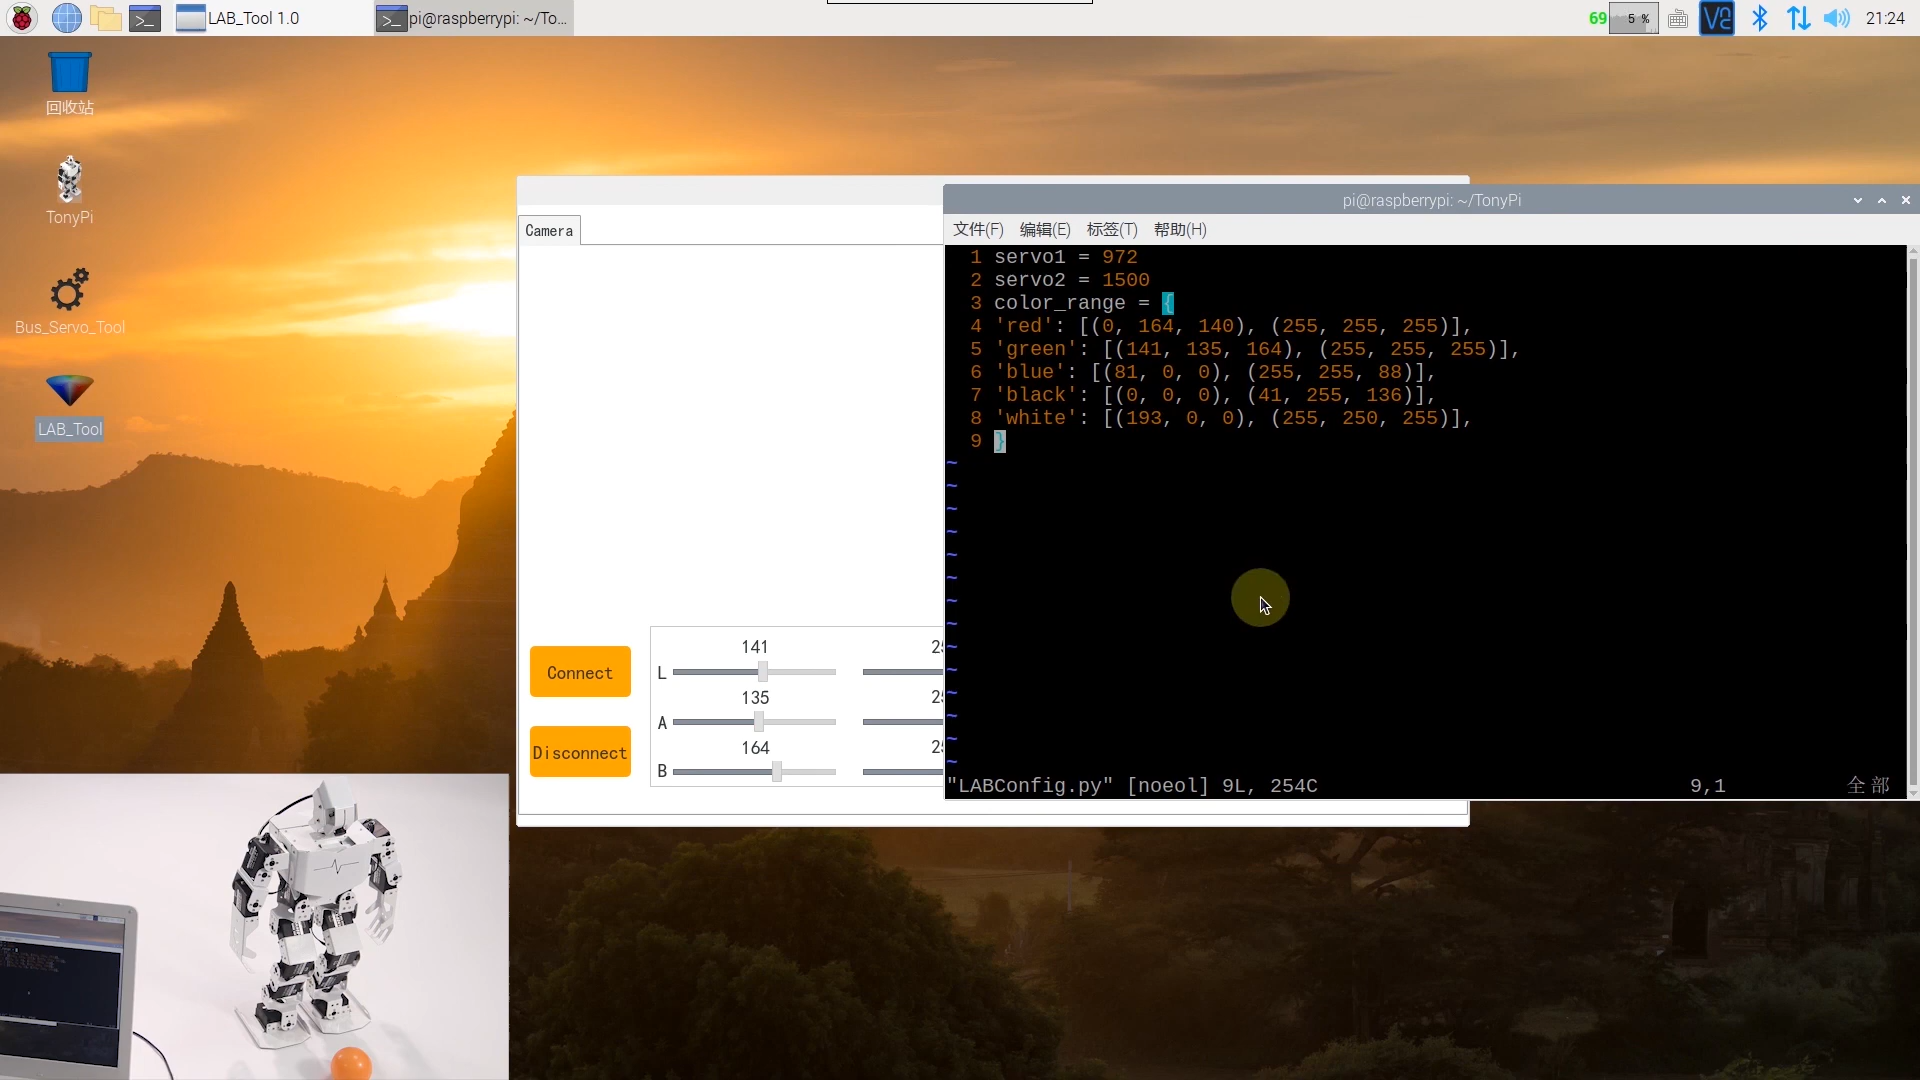 LAB_Tool 1.0
pi@raspberrypi: ~/To...
69
5 %
21:24
回收站
TonyPi
Bus_Servo_Tool
LAB_Tool
Camera
Connect
Disconnect
141
L
135
A
164
B
pi@raspberrypi: ~/TonyPi
文件(F) 编辑(E) 标签(T) 帮助(H)
1 servo1 = 972
2 servo2 = 1500
3 color_range = {
4 'red': [(0, 164, 140), (255, 255, 255)],
5 'green': [(141, 135, 164), (255, 255, 255)],
6 'blue': [(81, 0, 0), (255, 255, 88)],
7 'black': [(0, 0, 0), (41, 255, 136)],
8 'white': [(193, 0, 0), (255, 250, 255)],
9 }
~
~
~
~
~
~
~
~
~
~
~
~
~
~
"LABConfig.py" [noeol] 9L, 254C 9,1 全部